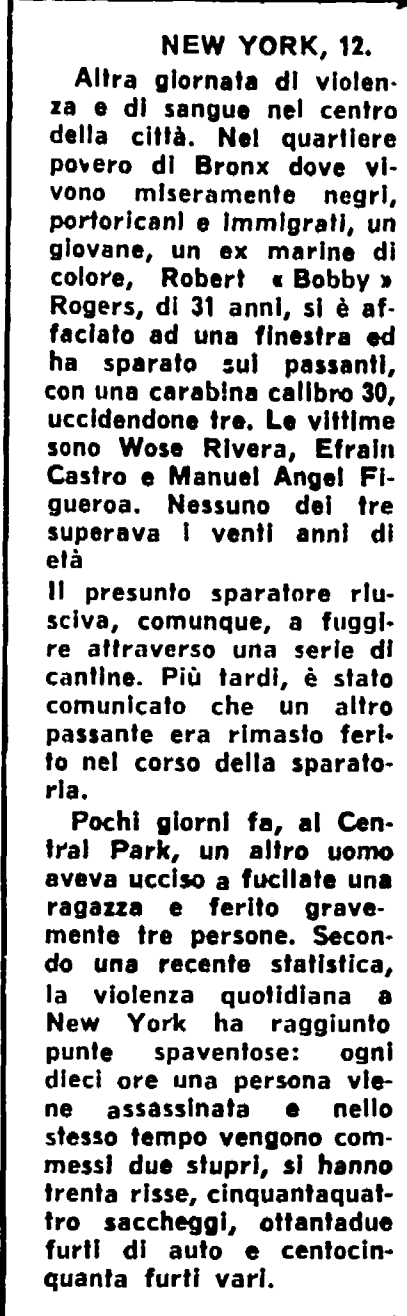 NEW YORK, 12.
Altra giornata di violen-
za e di sangue nel centro
della città. Nel quartiere
povero di Bronx dove vi-
vono miseramente negri,
portoricani e immigrati, un
giovane, un ex marine di
colore, Robert « Bobby »
Rogers, di 31 anni, si è af-
faciato ad una finestra ed
ha sparato sui passanti,
con una carabina calibro 30,
uccidendone tre. Le vittime
sono Wose Rivera, Efrain
Castro e Manuel Angel Fi-
gueroa. Nessuno dei tre
superava i venti anni di
età
Il presunto sparatore riu-
sciva, comunque, a fuggi-
re attraverso una serie di
cantine. Più tardi, è stato
comunicato che un altro
passante era rimasto feri-
to nel corso della sparato-
ria.
Pochi giorni fa, al Cen-
tral Park, un altro uomo
aveva ucciso a fucilate una
ragazza e ferito grave-
mente tre persone. Secon-
do una recente statistica,
la violenza quotidiana a
New York ha raggiunto
punte spaventose: ogni
dieci ore una persona vie-
ne assassinata e nello
stesso tempo vengono com-
messi due stupri, si hanno
trenta risse, cinquantaquat-
tro saccheggi, ottantadue
furti di auto e centocin-
quanta furti vari.